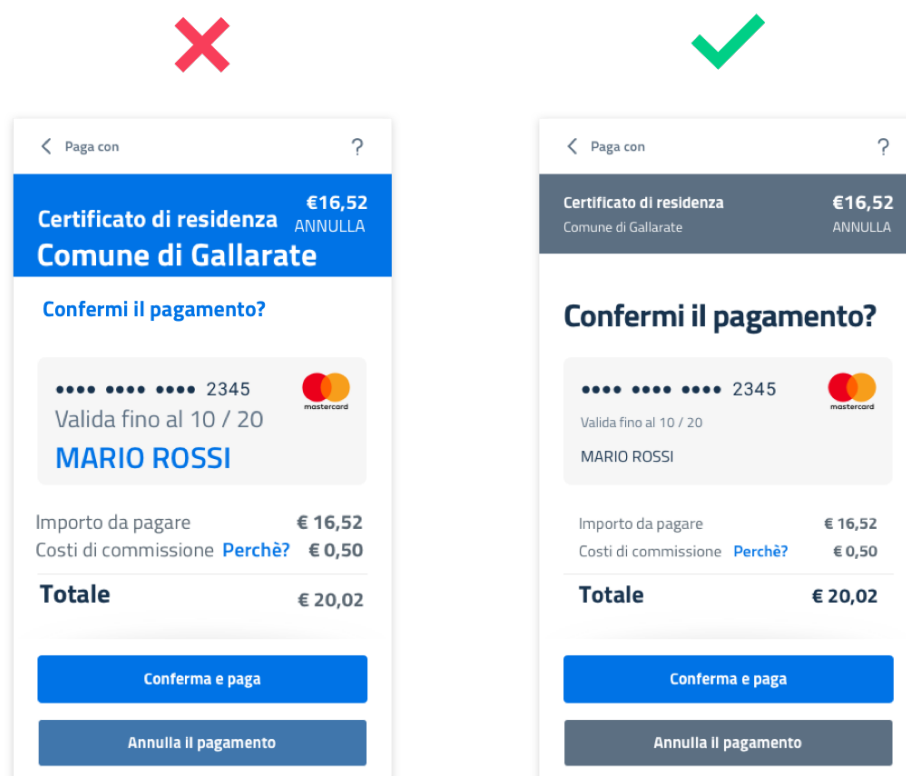 Paga con ?
€16,52
Certificato di residenza ANNULLA
Comune di Gallarate
Confermi il pagamento?
•••• •••• •••• 2345
mastercard
Valida fino al 10 / 20
MARIO ROSSI
Importo da pagare € 16,52
Costi di commissione Perchè? € 0,50
Totale € 20,02
Conferma e paga
Annulla il pagamento
Paga con ?
Certificato di residenza €16,52
Comune di Gallarate ANNULLA
Confermi il pagamento?
•••• •••• •••• 2345
mastercard
Valida fino al 10 / 20
MARIO ROSSI
Importo da pagare € 16,52
Costi di commissione Perchè? € 0,50
Totale € 20,02
Conferma e paga
Annulla il pagamento